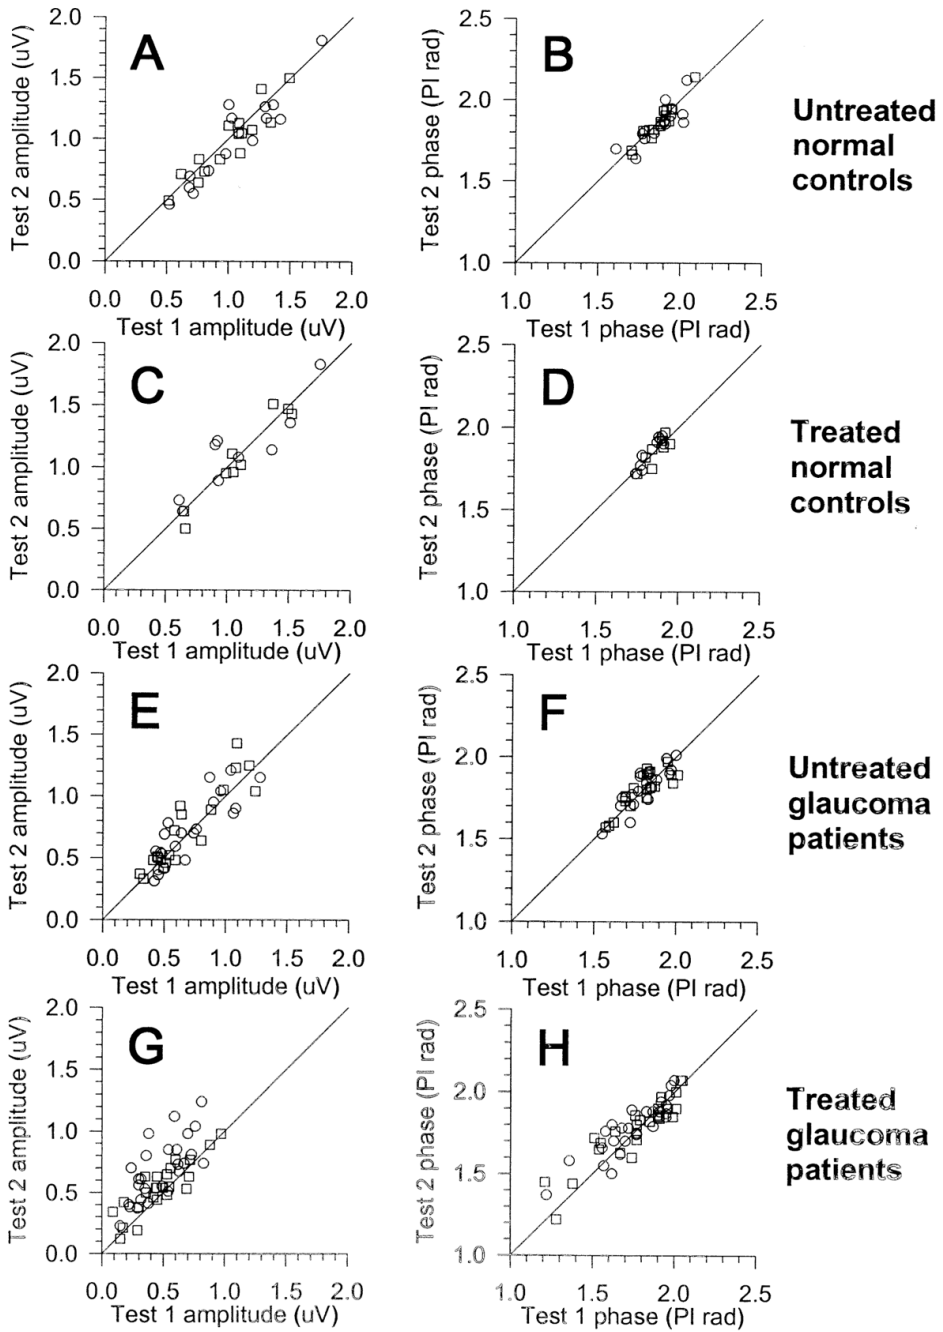 2.0
1.5
1.0
0.5
0.0
Test 2 amplitude (uV)
A
0.0 0.5 1.0 1.5 2.0
Test 1 amplitude (uV)
2.5
2.0
1.5
1.0
Test 2 phase (PI rad)
B
1.0 1.5 2.0 2.5
Test 1 phase (PI rad)
Untreated
normal
controls
2.0
1.5
1.0
0.5
0.0
Test 2 amplitude (uV)
C
0.0 0.5 1.0 1.5 2.0
Test 1 amplitude (uV)
2.5
2.0
1.5
1.0
Test 2 phase (PI rad)
D
1.0 1.5 2.0 2.5
Test 1 phase (PI rad)
Treated
normal
controls
2.0
1.5
1.0
0.5
0.0
Test 2 amplitude (uV)
E
0.0 0.5 1.0 1.5 2.0
Test 1 amplitude (uV)
2.5
2.0
1.5
1.0
Test 2 phase (PI rad)
F
1.0 1.5 2.0 2.5
Test 1 phase (PI rad)
Untreated
glaucoma
patients
2.0
1.5
1.0
0.5
0.0
Test 2 amplitude (uV)
G
0.0 0.5 1.0 1.5 2.0
Test 1 amplitude (uV)
2.5
2.0
1.5
1.0
Test 2 phase (PI rad)
H
1.0 1.5 2.0 2.5
Test 1 phase (PI rad)
Treated
glaucoma
patients